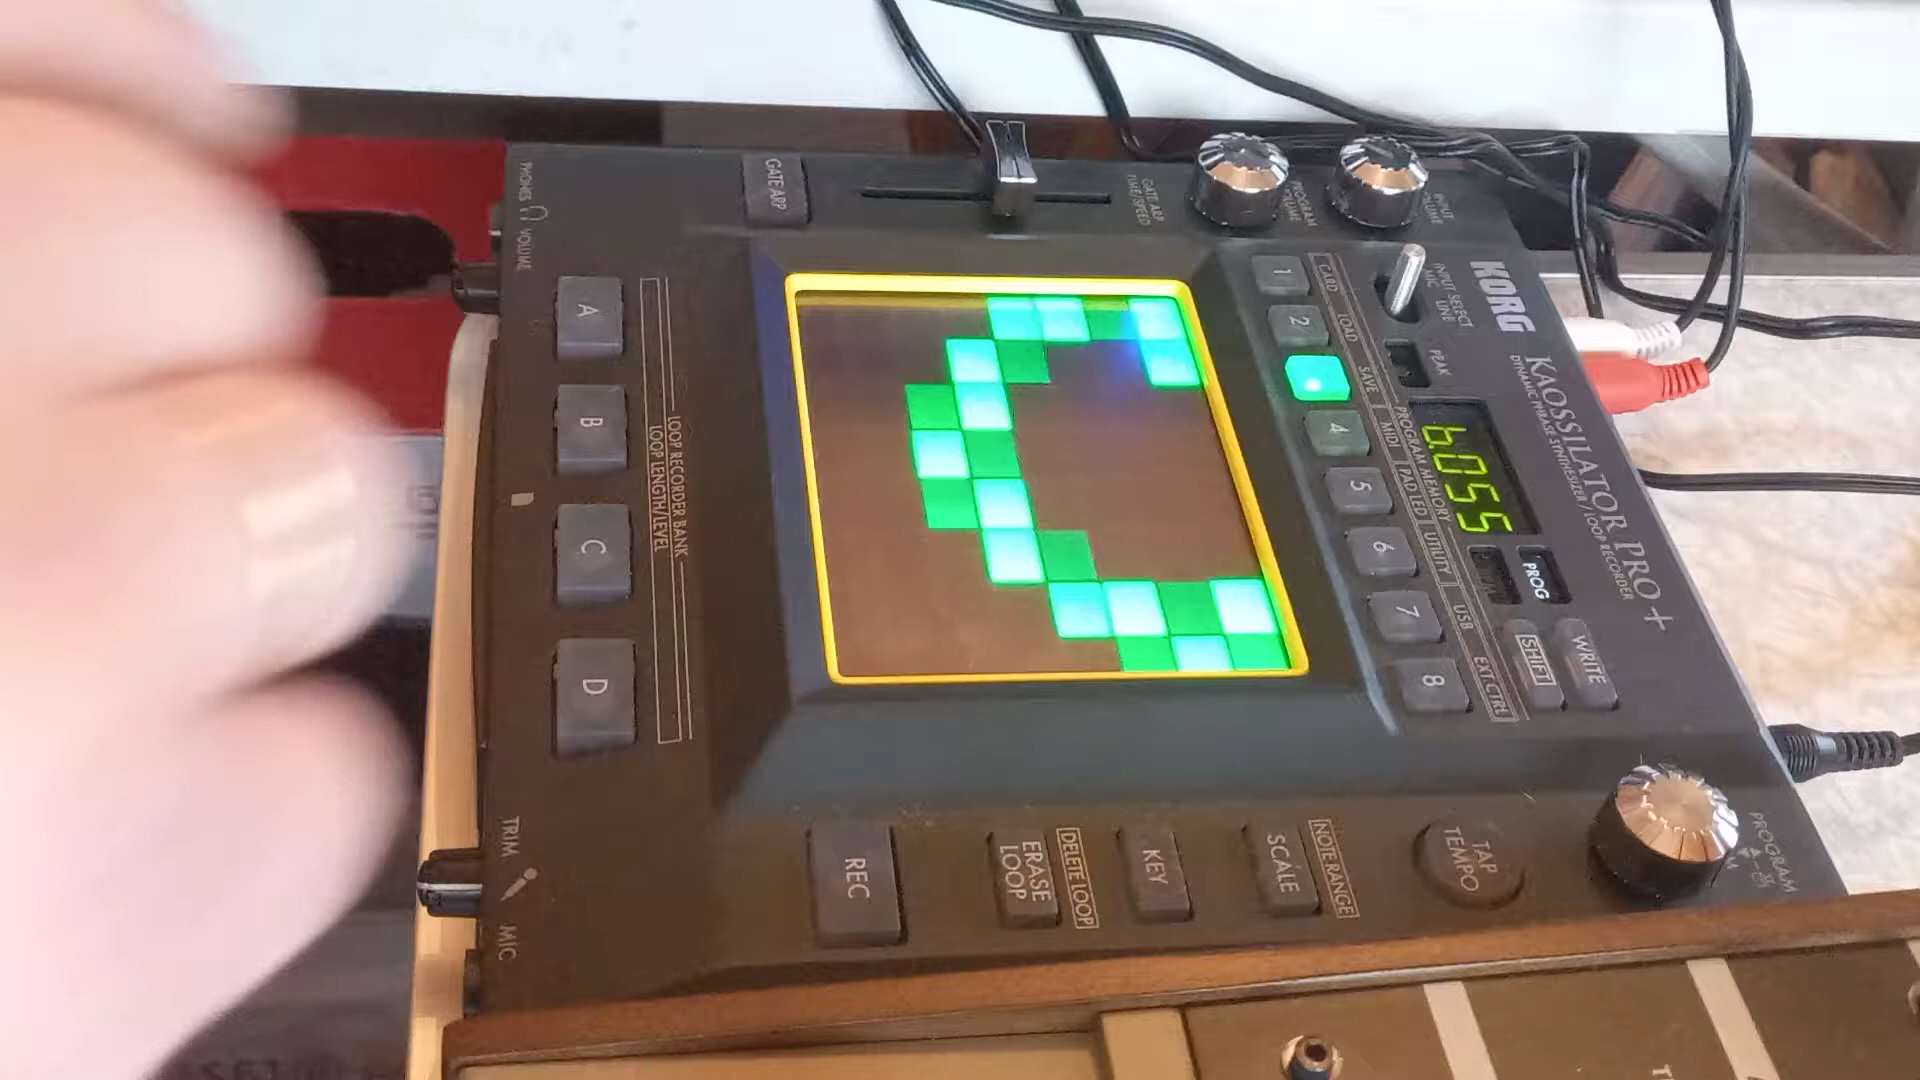 KORG
KAOSSILATOR PRO+
DYNAMIC PHRASE SYNTHESIZER/LOOP RECORDER
INPUT VOLUME
PROGRAM VOLUME
GATE ARP TIME/SPEED
GATE ARP
INPUT SELECT
MIC LINE
PEAK
b.055
PROG
WRITE
SHIFT
CARD
LOAD
SAVE
MIDI
PAD LED
UTILITY
USB
EXT.CTRL
PROGRAM MEMORY
1
2
4
5
6
7
8
PHONES
VOLUME
A
B
C
D
LOOP RECORDER BANK
LOOP LENGTH/LEVEL
REC
ERASE LOOP
DELETE LOOP
KEY
SCALE
NOTE RANGE
TAP TEMPO
PROGRAM
TRIM
MIC